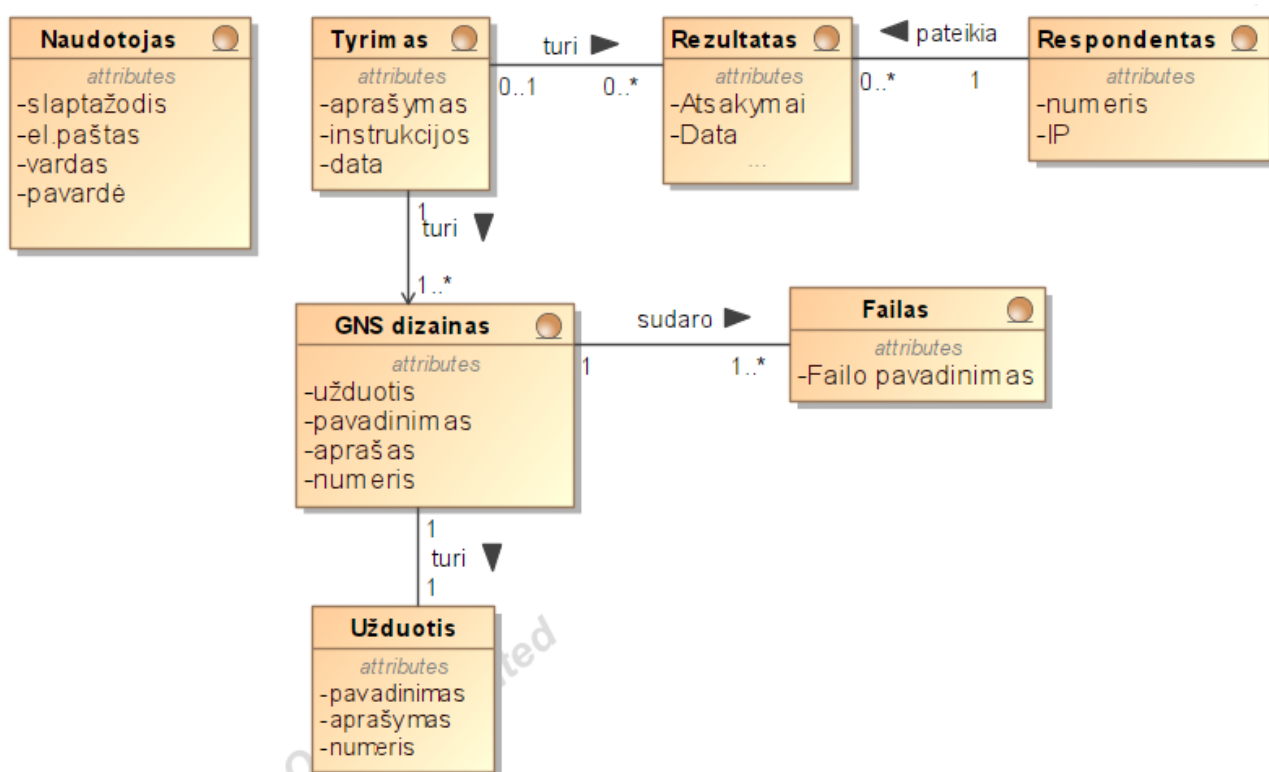 Naudotojas
attributes
-slaptažodis
-el.paštas
-vardas
-pavardė
Tyrimas
attributes
-aprašymas
-instrukcijos
-data
turi
0..1
0..*
Rezultatas
attributes
-Atsakymai
-Data
...
pateikia
0..*
1
Respondentas
attributes
-numeris
-IP
1
turi
1..*
GNS dizainas
attributes
-užduotis
-pavadinimas
-aprašas
-numeris
sudaro
1
1..*
Failas
attributes
-Failo pavadinimas
1
turi
1
Užduotis
attributes
-pavadinimas
-aprašymas
-numeris